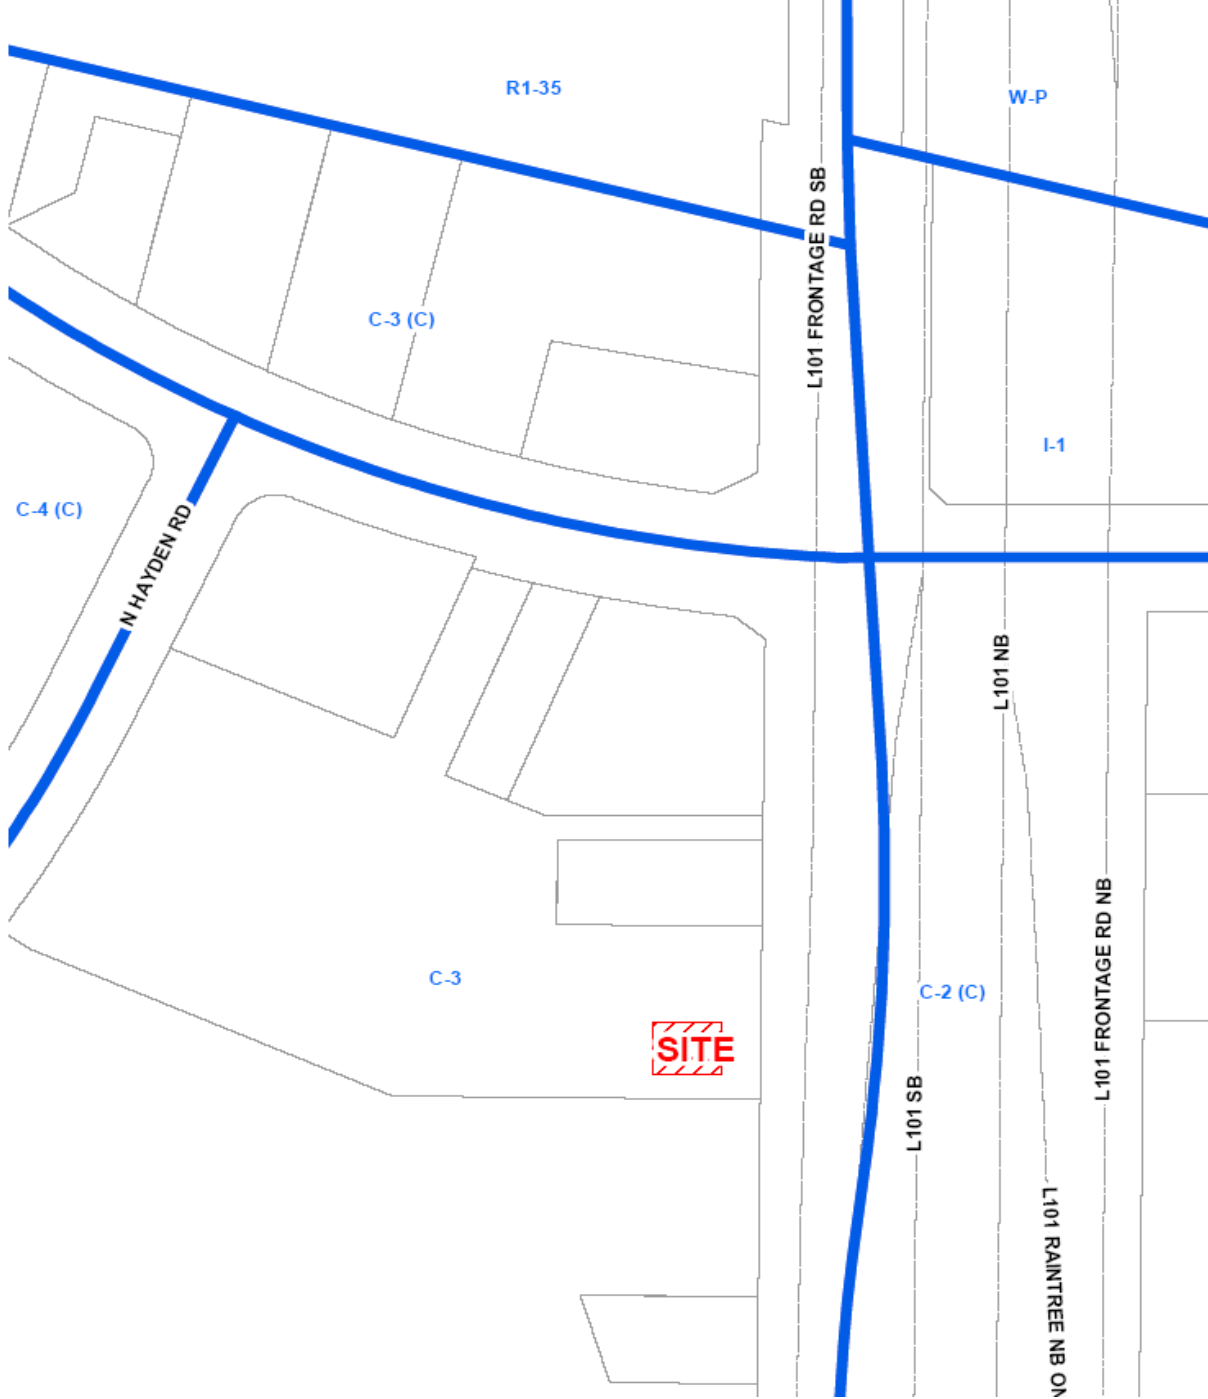 R1-35
W-P
L101 FRONTAGE RD SB
C-3 (C)
I-1
C-4 (C)
N HAYDEN RD
L101 NB
L101 FRONTAGE RD NB
C-3
C-2 (C)
SITE
L101 SB
L101 RAINTREE NB ON